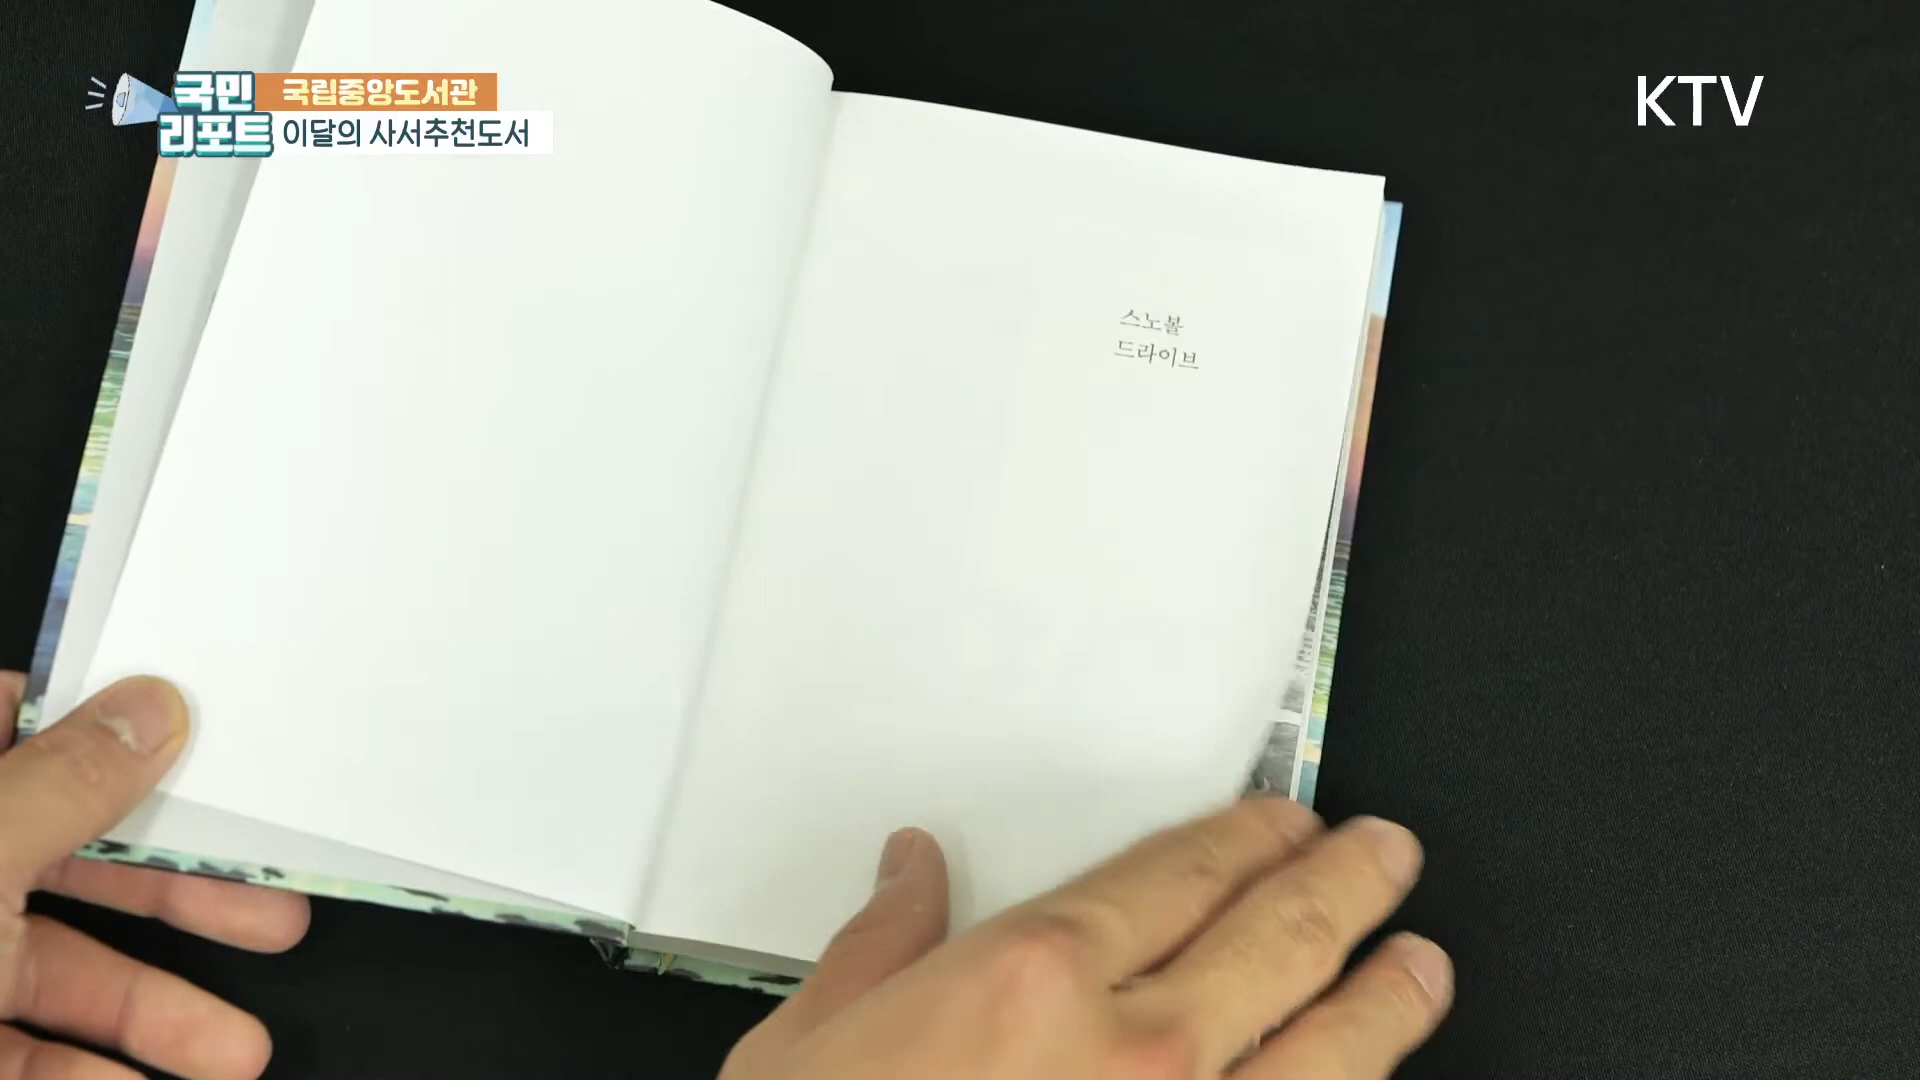 국민
리포트
국립중앙도서관
이달의 사서추천도서
KTV
스노볼
드라이브